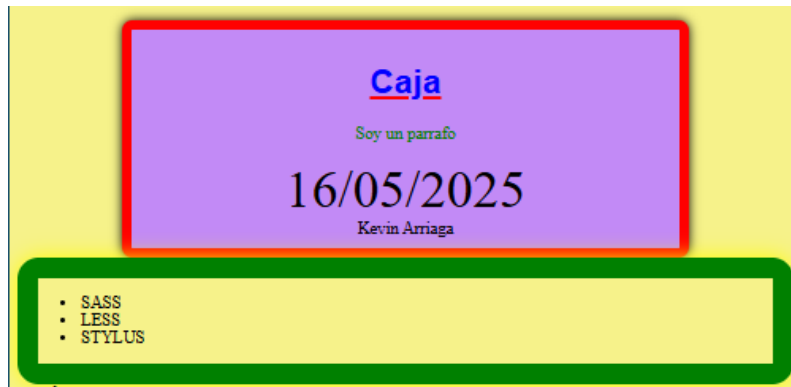 Caja
Soy un parrafo
16/05/2025
Kevin Arriaga
SASS
LESS
STYLUS